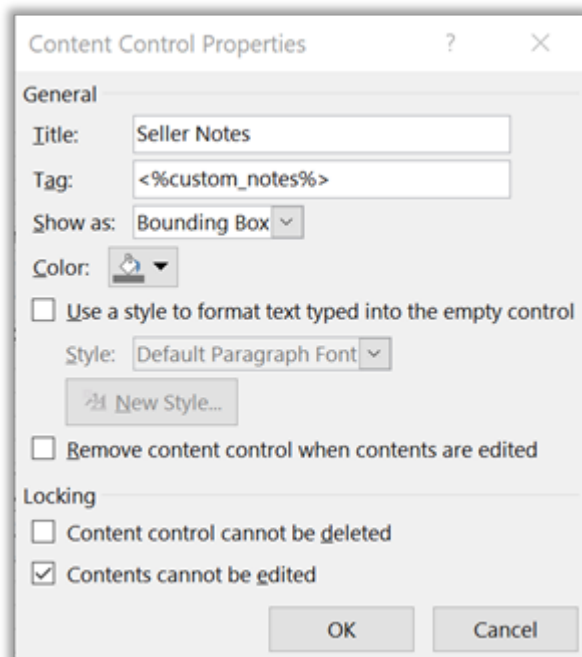 Content Control Properties ? ×
General
Title: Seller Notes
Tag: <%custom_notes%>
Show as: Bounding Box
Color:
Use a style to format text typed into the empty control
Style: Default Paragraph Font
New Style...
Remove content control when contents are edited
Locking
Content control cannot be deleted
Contents cannot be edited
OK Cancel